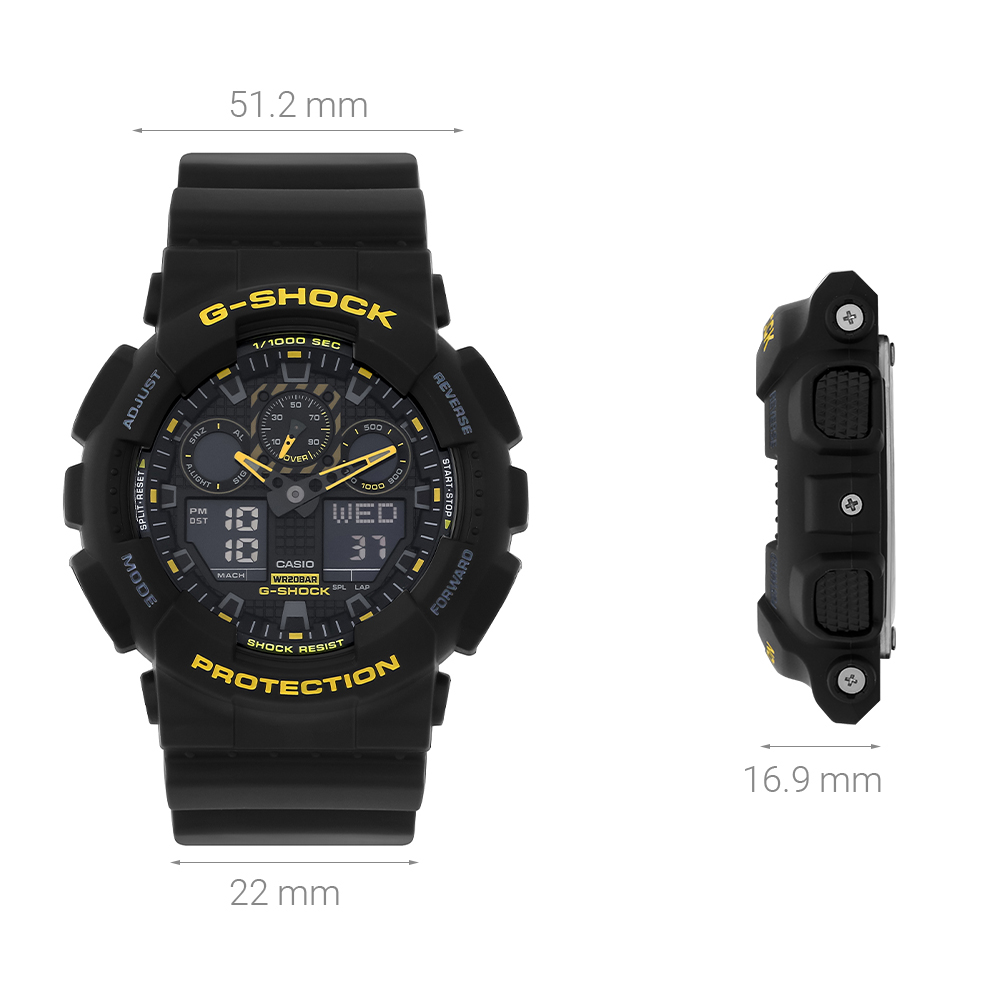 51.2 mm
G-SHOCK
1/1000 SEC
ADJUST
REVERSE
50
30 70
10 90
OVER
SNZ AL
A.LIGHT SIG
500
1000 900
SPLIT·RESET
START·STOP
PM
DST
10
10
WED
37
MACH
CASIO
WR20BAR
G-SHOCK
SPL LAP
MODE
FORWARD
SHOCK RESIST
PROTECTION
22 mm
16.9 mm